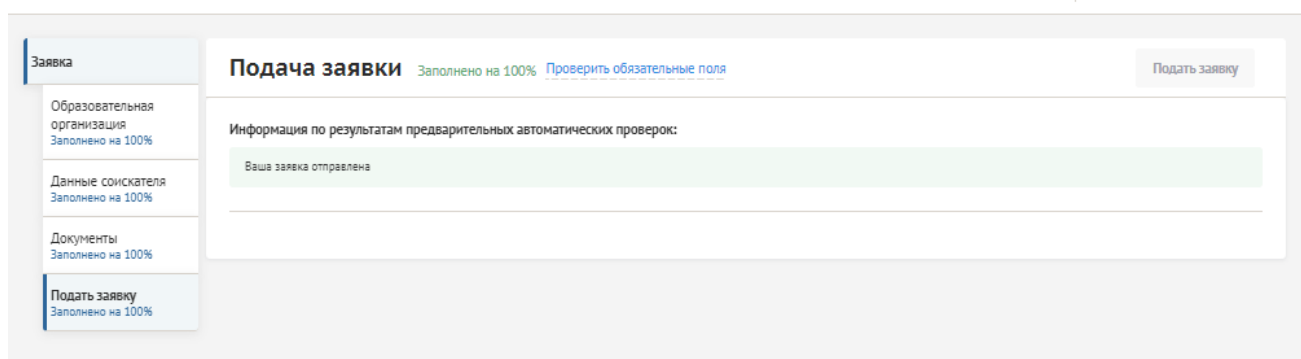 Заявка
Образовательная
организация
Заполнено на 100%
Данные соискателя
Заполнено на 100%
Документы
Заполнено на 100%
Подать заявку
Заполнено на 100%
Подача заявки Заполнено на 100% Проверить обязательные поля Подать заявку
Информация по результатам предварительных автоматических проверок:
Ваша заявка отправлена